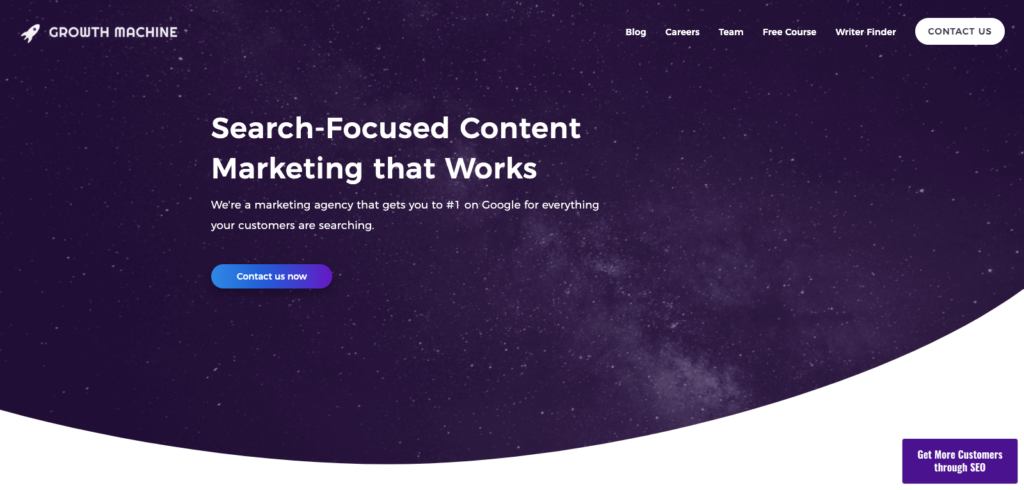 GROWTH MACHINE
Blog Careers Team Free Course Writer Finder CONTACT US
Search-Focused Content
Marketing that Works
We're a marketing agency that gets you to #1 on Google for everything
your customers are searching.
Contact us now
Get More Customers
through SEO